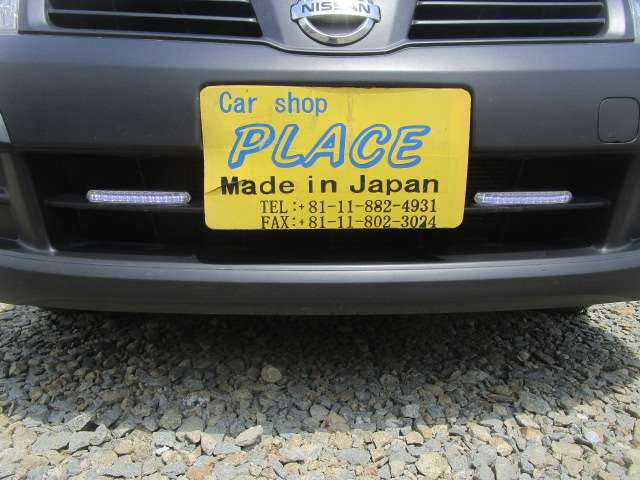 NISSAN
Car shop
PLACE
Made in Japan
TEL:+81-11-882-4931
FAX:+81-11-802-3024